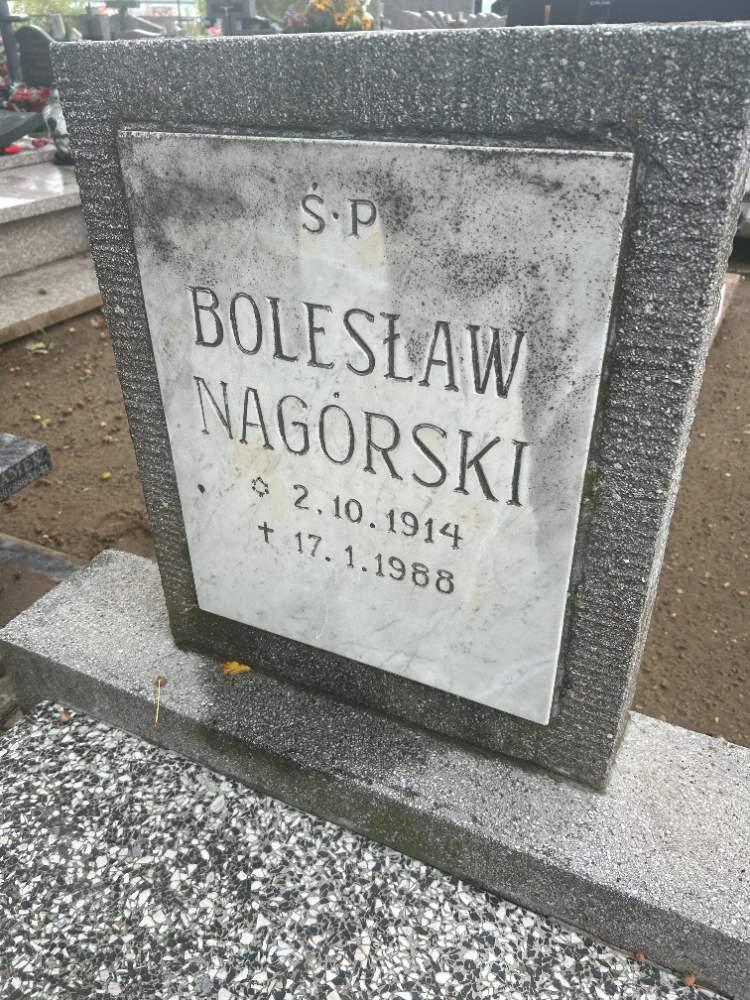 Ś·P
BOLESŁAW
NAGÓRSKI
✡ 2.10.1914
✝ 17.1.1988